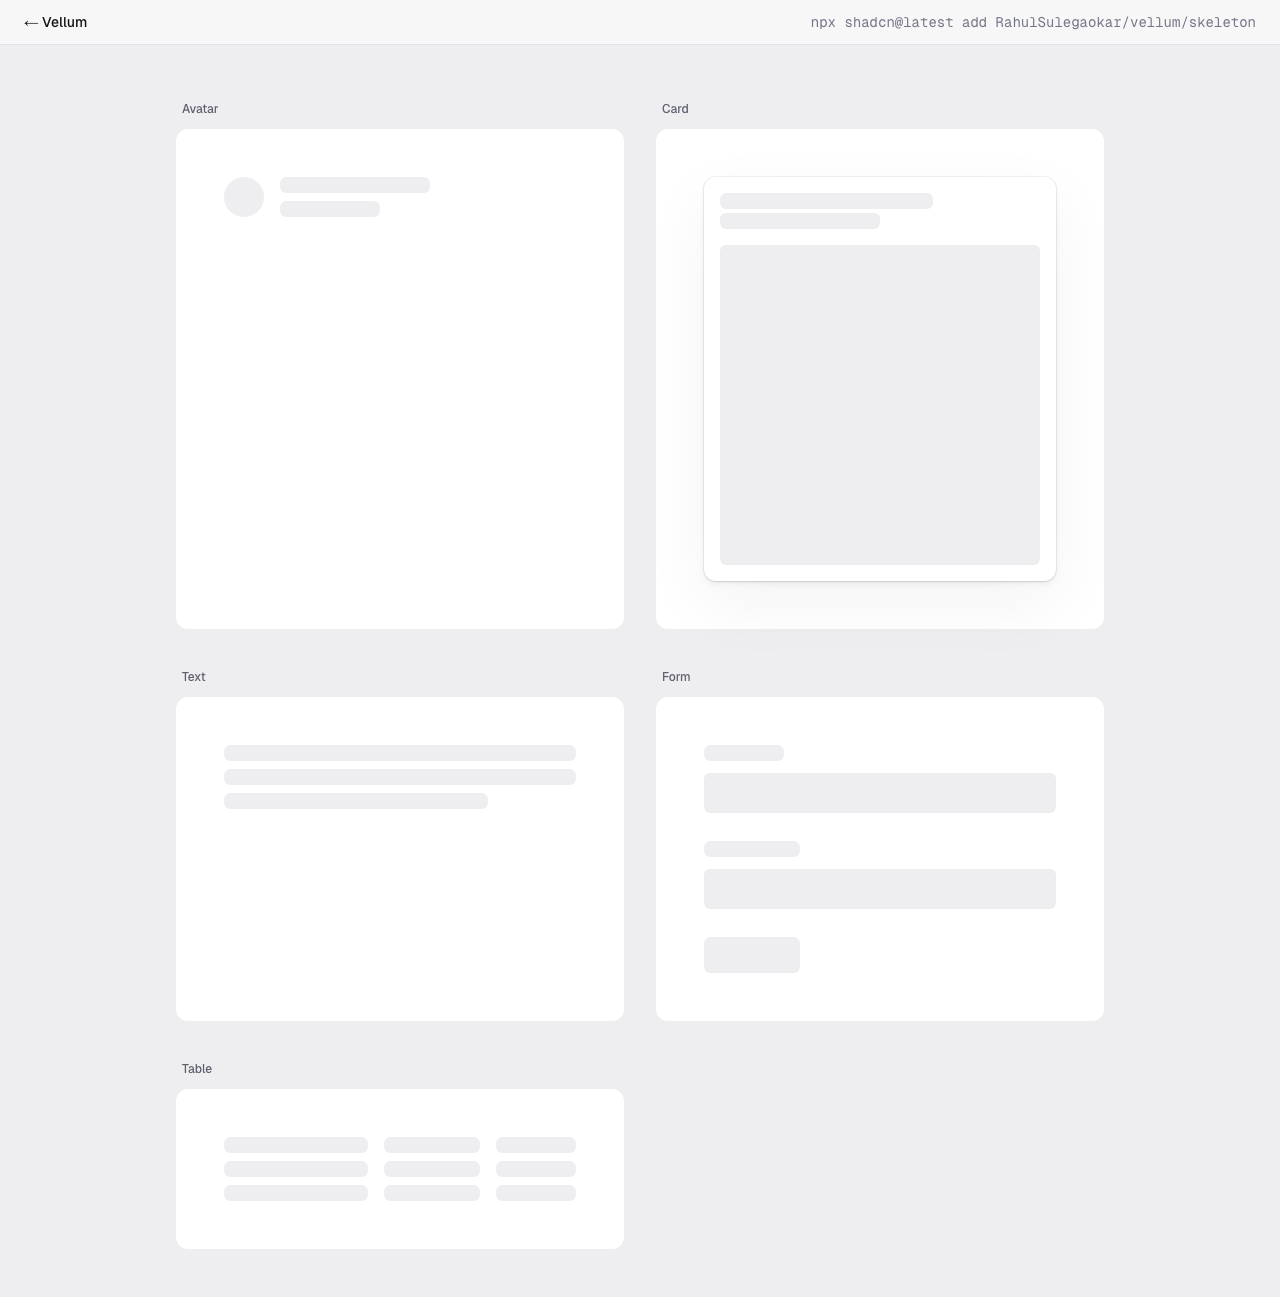 ← Vellum
npx shadcn@latest add RahulSulegaokar/vellum/skeleton
Avatar
Card
Text
Form
Table